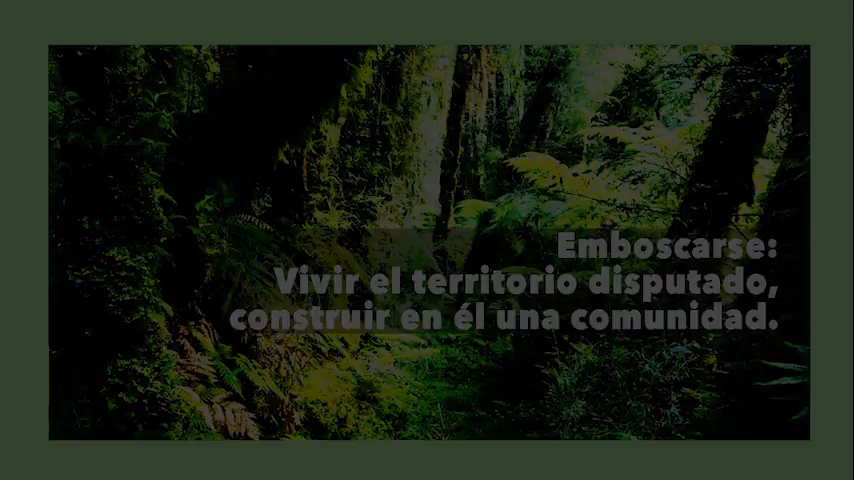 Emboscarse:
Vivir el territorio disputado,
construir en él una comunidad.